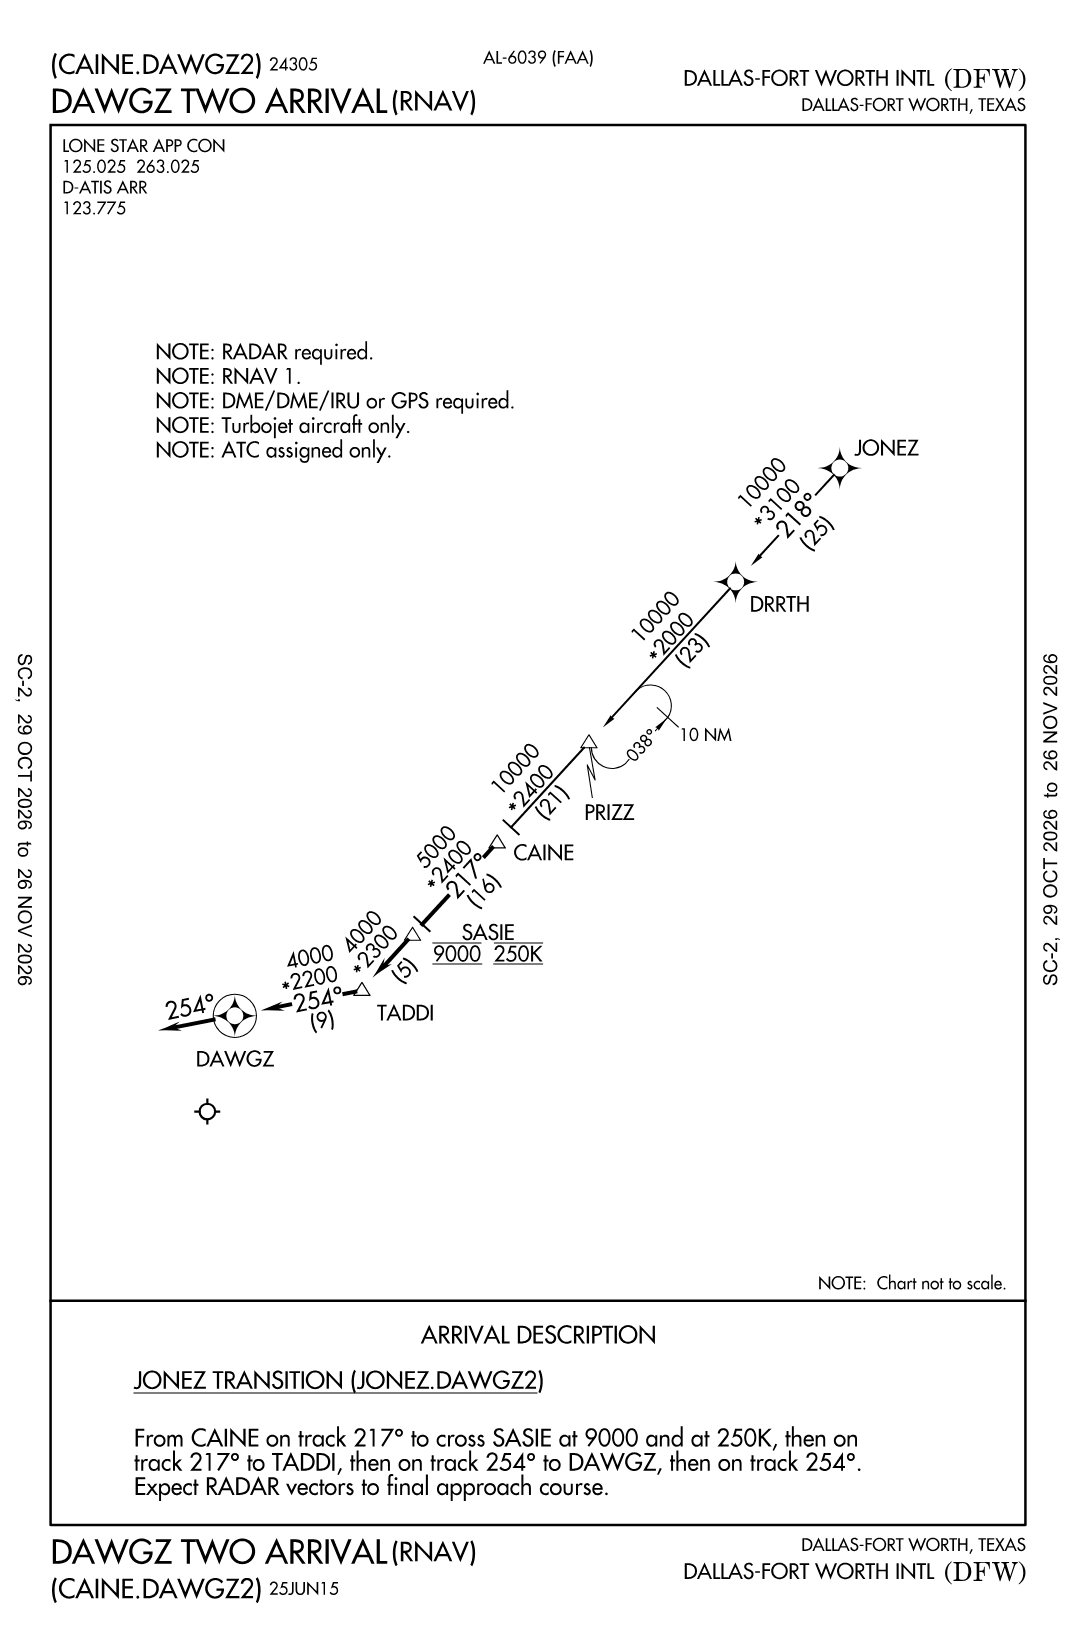 (CAINE.DAWGZ2) 24305
AL-6039 (FAA)
DALLAS-FORT WORTH INTL (DFW)
DAWGZ TWO ARRIVAL (RNAV)
DALLAS-FORT WORTH, TEXAS
LONE STAR APP CON
125.025 263.025
D-ATIS ARR
123.775
NOTE: RADAR required.
NOTE: RNAV 1.
NOTE: DME/DME/IRU or GPS required.
NOTE: Turbojet aircraft only.
NOTE: ATC assigned only.
JONEZ
10000
*3100
218°
(25)
DRRTH
10000
*2000
(23)
038°
10 NM
PRIZZ
10000
*2400
(21)
CAINE
5000
*2400
217°
(16)
SASIE
9000 250K
4000
*2300
(5)
TADDI
4000
*2200
254°
(9)
254°
DAWGZ
SC-2, 29 OCT 2026 to 26 NOV 2026
SC-2, 29 OCT 2026 to 26 NOV 2026
NOTE: Chart not to scale.
ARRIVAL DESCRIPTION
JONEZ TRANSITION (JONEZ.DAWGZ2)
From CAINE on track 217° to cross SASIE at 9000 and at 250K, then on
track 217° to TADDI, then on track 254° to DAWGZ, then on track 254°.
Expect RADAR vectors to final approach course.
DAWGZ TWO ARRIVAL (RNAV)
DALLAS-FORT WORTH, TEXAS
(CAINE.DAWGZ2) 25JUN15
DALLAS-FORT WORTH INTL (DFW)